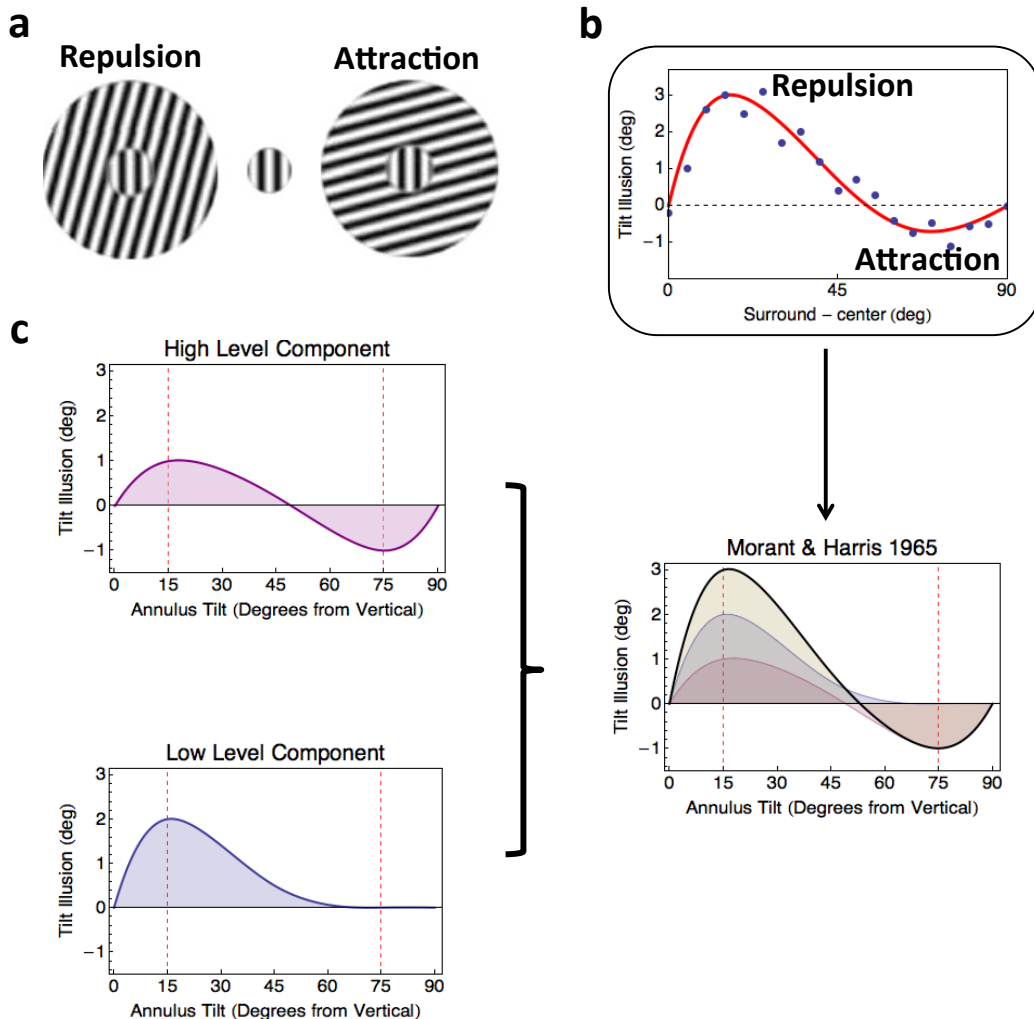 a
Repulsion
Attraction
b
Tilt Illusion (deg)
3
2
1
0
−1
Repulsion
Attraction
0
45
90
Surround − center (deg)
c
High Level Component
Tilt Illusion (deg)
3
2
1
0
−1
0 15 30 45 60 75 90
Annulus Tilt (Degrees from Vertical)
Morant & Harris 1965
Tilt Illusion (deg)
3
2
1
0
−1
0 15 30 45 60 75 90
Annulus Tilt (Degrees from Vertical)
Low Level Component
Tilt Illusion (deg)
3
2
1
0
−1
0 15 30 45 60 75 90
Annulus Tilt (Degrees from Vertical)